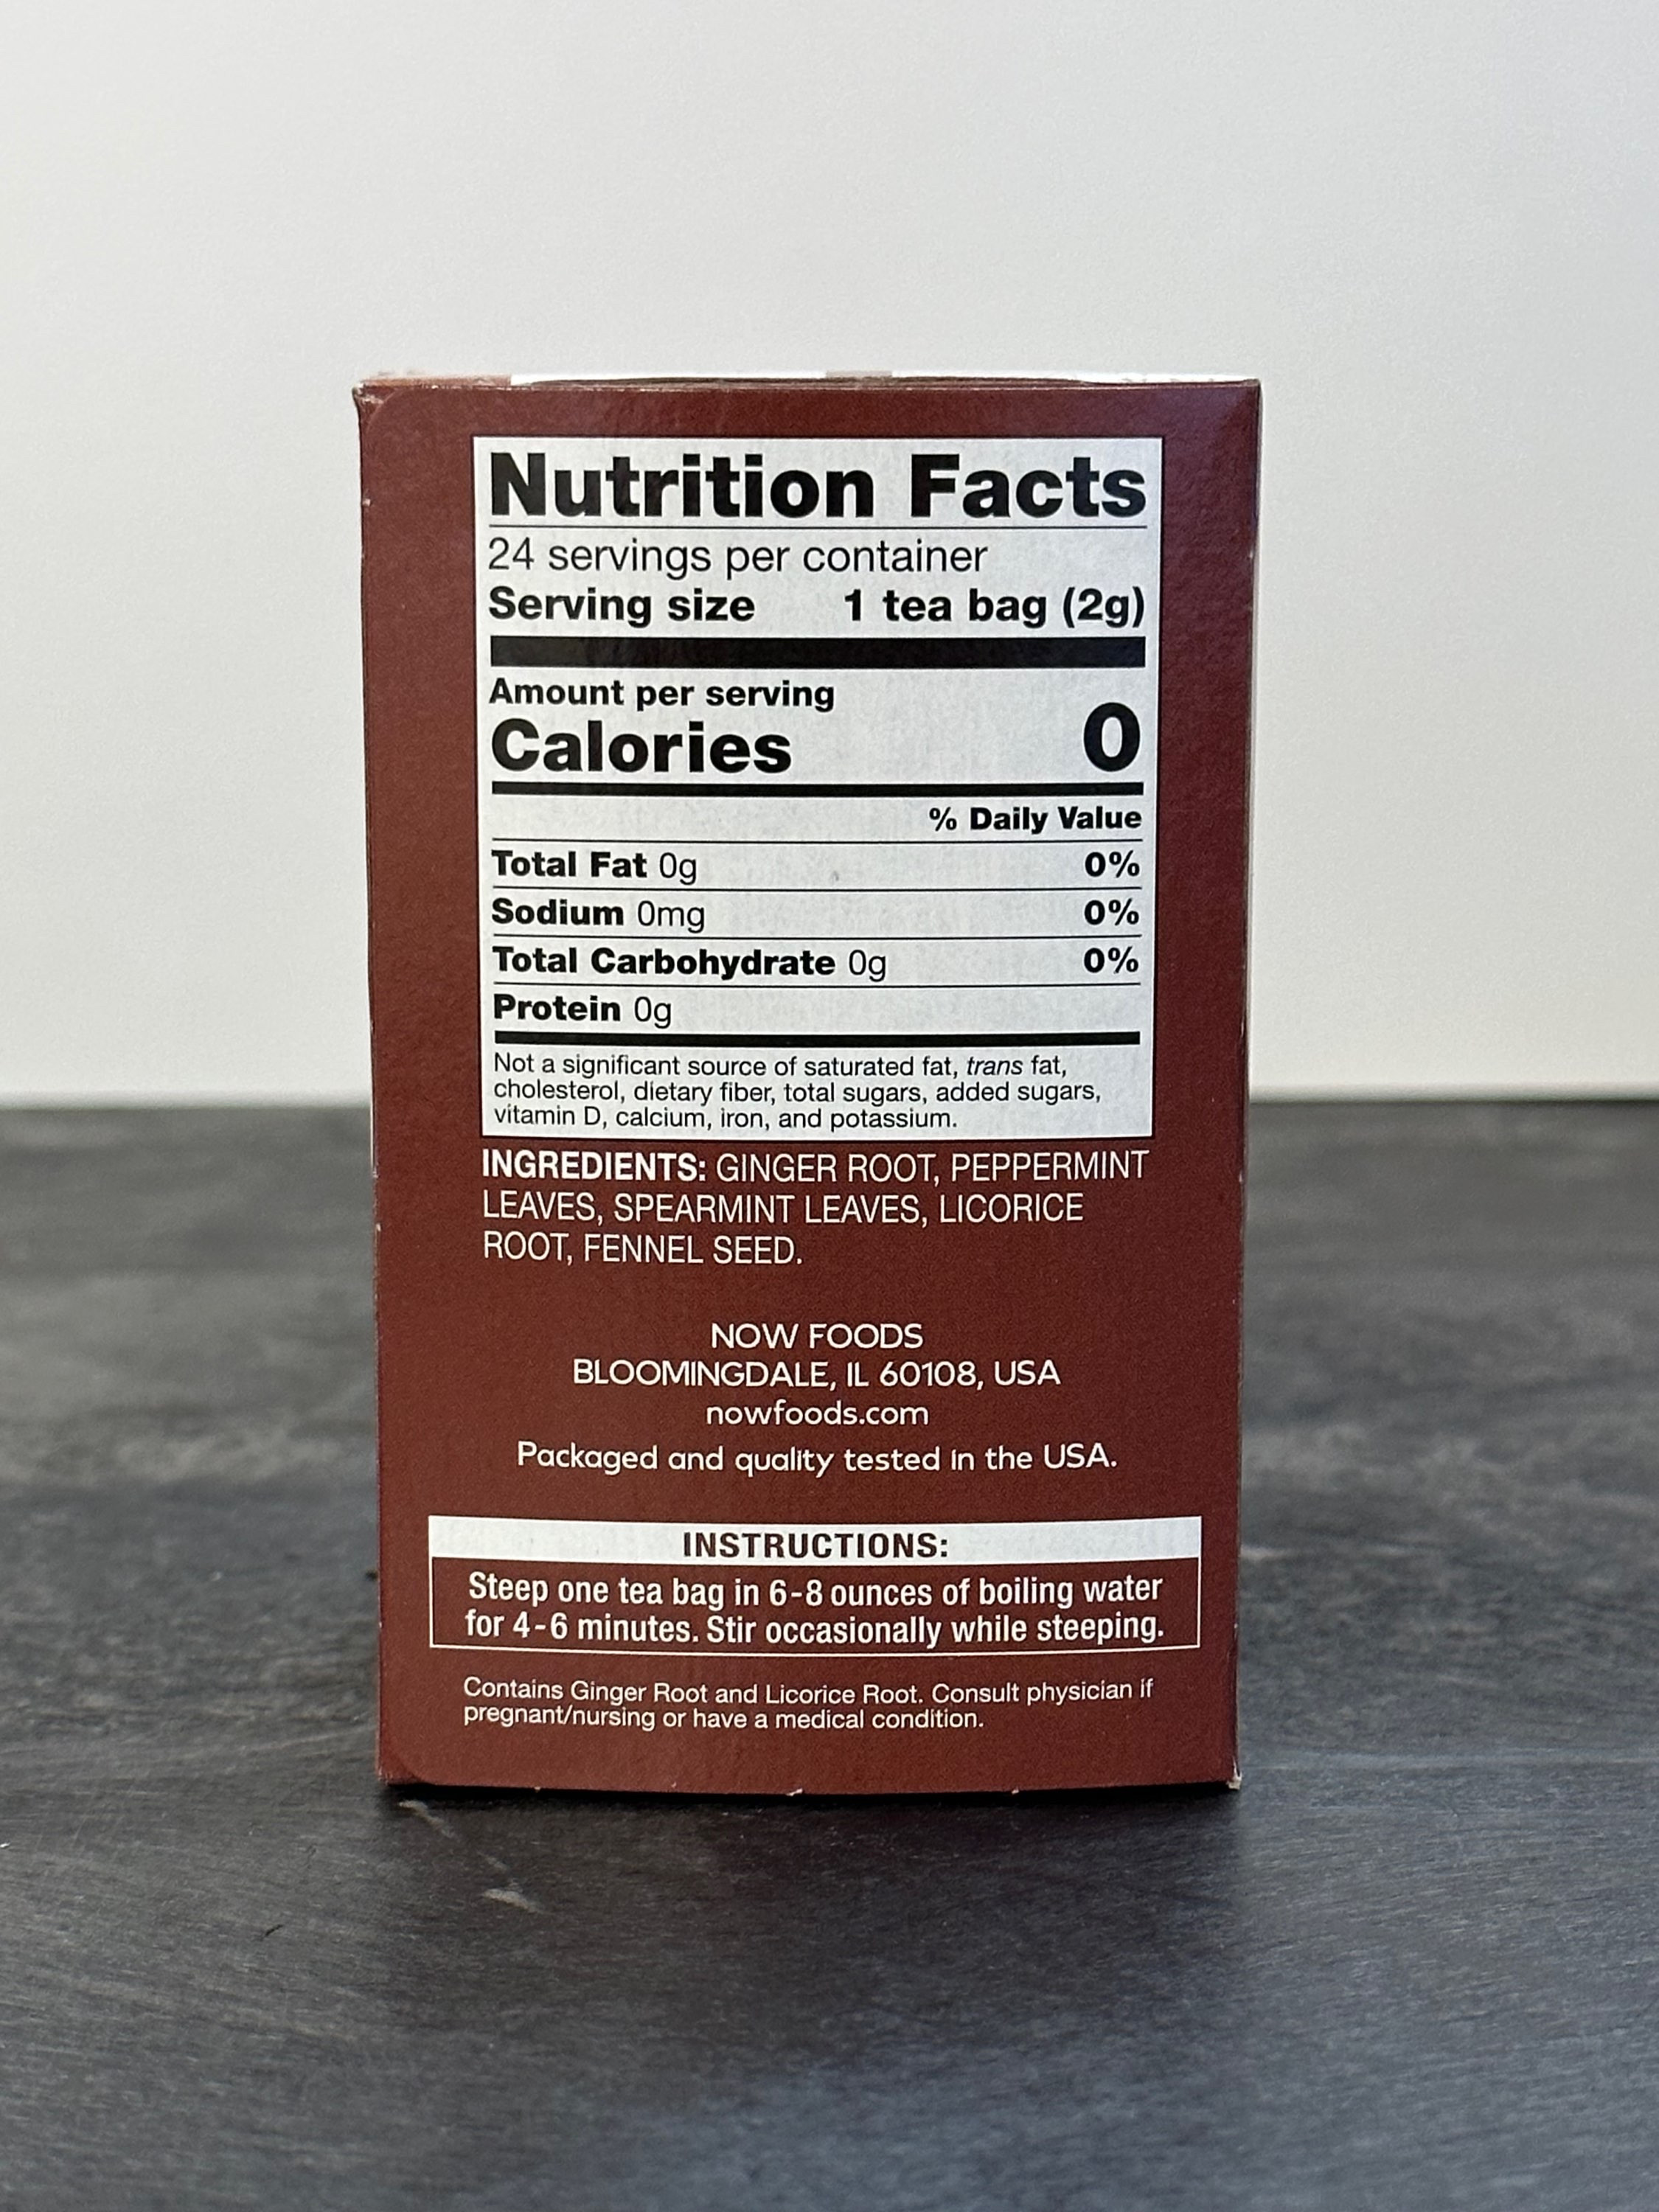 Nutrition Facts
24 servings per container
Serving size 1 tea bag (2g)
Amount per serving
Calories 0
% Daily Value
Total Fat 0g 0%
Sodium 0mg 0%
Total Carbohydrate 0g 0%
Protein 0g
Not a significant source of saturated fat, trans fat,
cholesterol, dietary fiber, total sugars, added sugars,
vitamin D, calcium, iron, and potassium.
INGREDIENTS: GINGER ROOT, PEPPERMINT
LEAVES, SPEARMINT LEAVES, LICORICE
ROOT, FENNEL SEED.
NOW FOODS
BLOOMINGDALE, IL 60108, USA
nowfoods.com
Packaged and quality tested in the USA.
INSTRUCTIONS:
Steep one tea bag in 6-8 ounces of boiling water
for 4-6 minutes. Stir occasionally while steeping.
Contains Ginger Root and Licorice Root. Consult physician if
pregnant/nursing or have a medical condition.